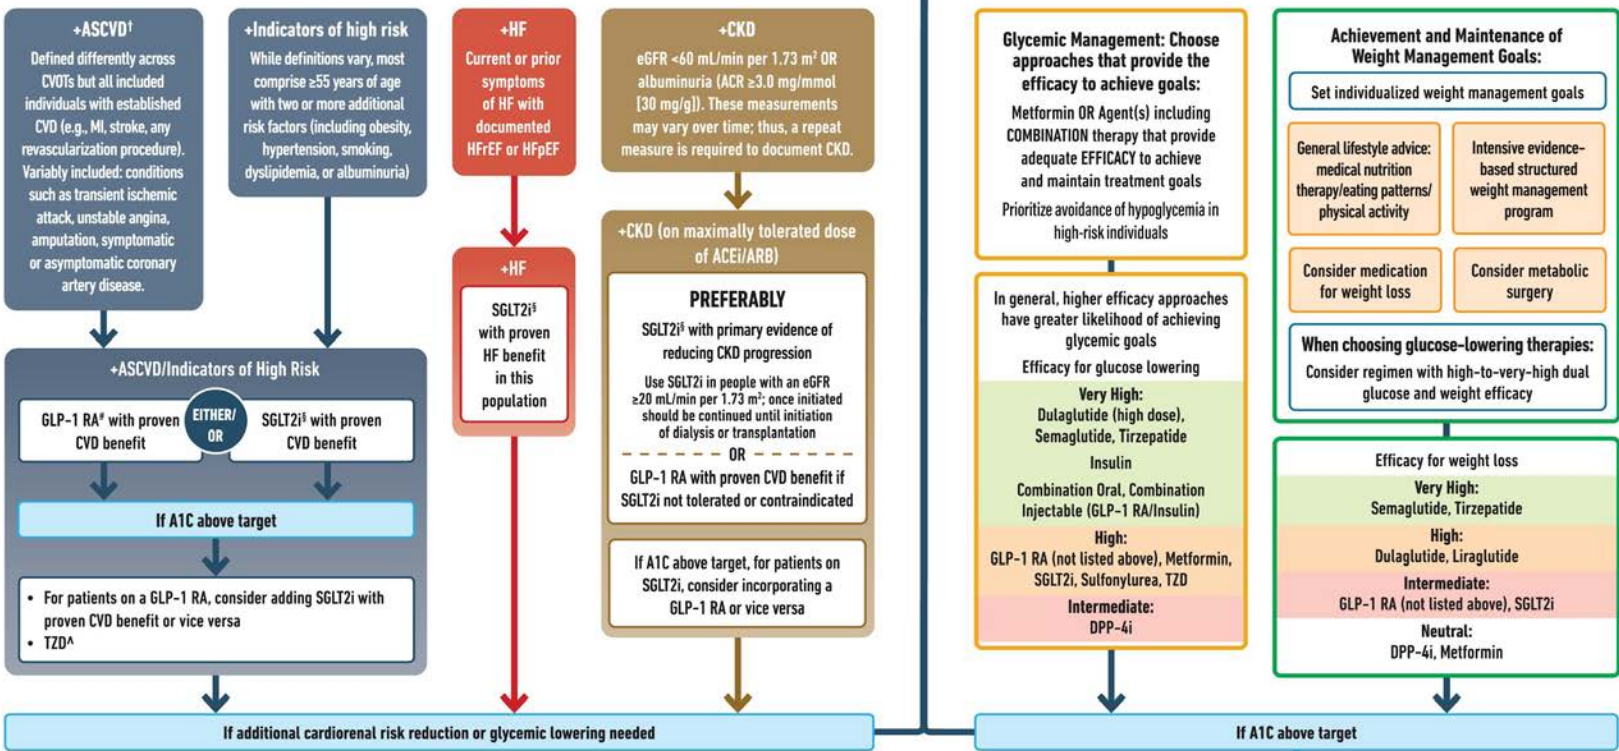 +ASCVD†
Defined differently across
CVOTs but all included
individuals with established
CVD (e.g., MI, stroke, any
revascularization procedure).
Variably included: conditions
such as transient ischemic
attack, unstable angina,
amputation, symptomatic
or asymptomatic coronary
artery disease.
+Indicators of high risk
While definitions vary, most
comprise ≥55 years of age
with two or more additional
risk factors (including obesity,
hypertension, smoking,
dyslipidemia, or albuminuria)
+ASCVD/Indicators of High Risk
GLP-1 RA# with proven
CVD benefit
EITHER/
OR
SGLT2i§ with proven
CVD benefit
If A1C above target
• For patients on a GLP-1 RA, consider adding SGLT2i with
proven CVD benefit or vice versa
• TZD^
+HF
Current or prior
symptoms
of HF with
documented
HFrEF or HFpEF
+HF
SGLT2i§
with proven
HF benefit
in this
population
+CKD
eGFR <60 mL/min per 1.73 m² OR
albuminuria (ACR ≥3.0 mg/mmol
[30 mg/g]). These measurements
may vary over time; thus, a repeat
measure is required to document CKD.
+CKD (on maximally tolerated dose
of ACEi/ARB)
PREFERABLY
SGLT2i§ with primary evidence of
reducing CKD progression
Use SGLT2i in people with an eGFR
≥20 mL/min per 1.73 m²; once initiated
should be continued until initiation
of dialysis or transplantation
OR
GLP-1 RA with proven CVD benefit if
SGLT2i not tolerated or contraindicated
If A1C above target, for patients on
SGLT2i, consider incorporating a
GLP-1 RA or vice versa
If additional cardiorenal risk reduction or glycemic lowering needed
Glycemic Management: Choose
approaches that provide the
efficacy to achieve goals:
Metformin OR Agent(s) including
COMBINATION therapy that provide
adequate EFFICACY to achieve
and maintain treatment goals
Prioritize avoidance of hypoglycemia in
high-risk individuals
In general, higher efficacy approaches
have greater likelihood of achieving
glycemic goals
Efficacy for glucose lowering
Very High:
Dulaglutide (high dose),
Semaglutide, Tirzepatide
Insulin
Combination Oral, Combination
Injectable (GLP-1 RA/Insulin)
High:
GLP-1 RA (not listed above), Metformin,
SGLT2i, Sulfonylurea, TZD
Intermediate:
DPP-4i
Achievement and Maintenance of
Weight Management Goals:
Set individualized weight management goals
General lifestyle advice:
medical nutrition
therapy/eating patterns/
physical activity
Intensive evidence-
based structured
weight management
program
Consider medication
for weight loss
Consider metabolic
surgery
When choosing glucose-lowering therapies:
Consider regimen with high-to-very-high dual
glucose and weight efficacy
Efficacy for weight loss
Very High:
Semaglutide, Tirzepatide
High:
Dulaglutide, Liraglutide
Intermediate:
GLP-1 RA (not listed above), SGLT2i
Neutral:
DPP-4i, Metformin
If A1C above target